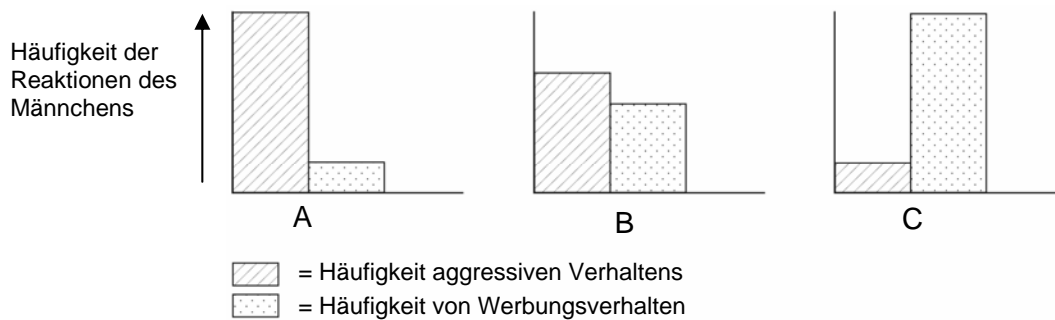 Häufigkeit der
Reaktionen des
Männchens
A
B
C
= Häufigkeit aggressiven Verhaltens
= Häufigkeit von Werbungsverhalten